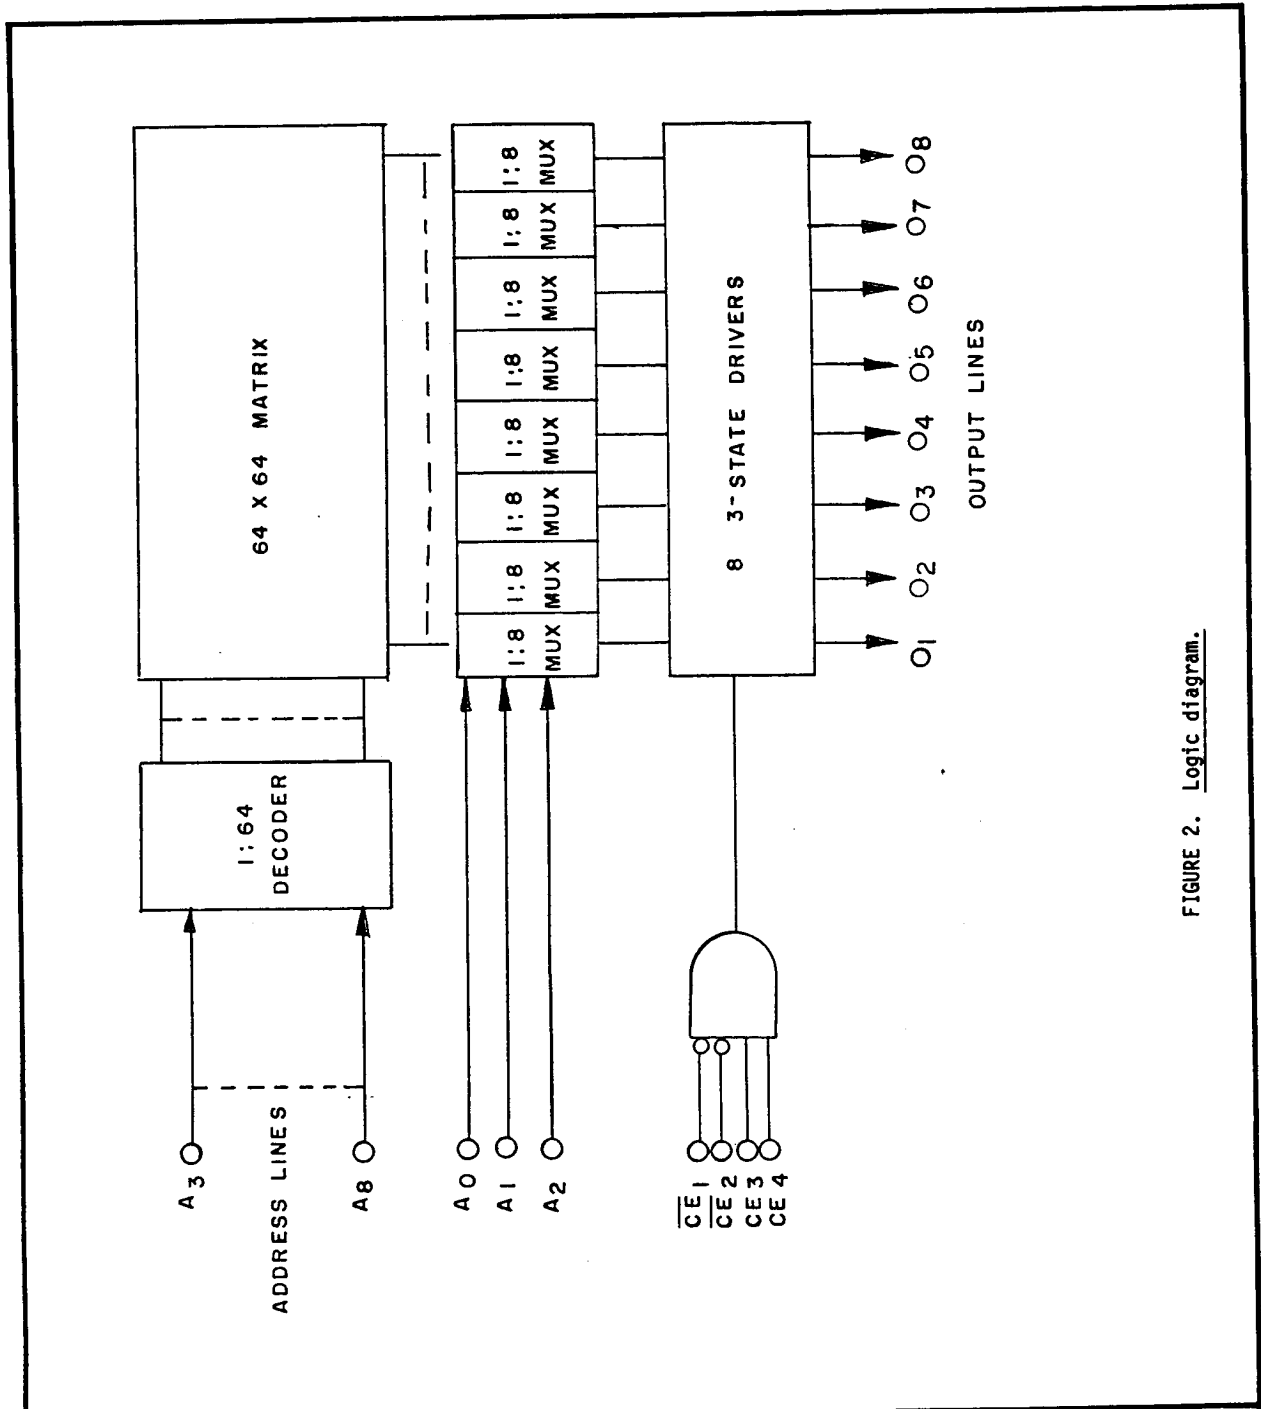 64 X 64 MATRIX
1:64
DECODER
A3
ADDRESS LINES
A8
1:8
MUX
1:8
MUX
1:8
MUX
1:8
MUX
1:8
MUX
1:8
MUX
1:8
MUX
1:8
MUX
A0
A1
A2
8 3-STATE DRIVERS
CE1
CE2
CE3
CE4
O1
O2
O3
O4
O5
O6
O7
O8
OUTPUT LINES
FIGURE 2. Logic diagram.